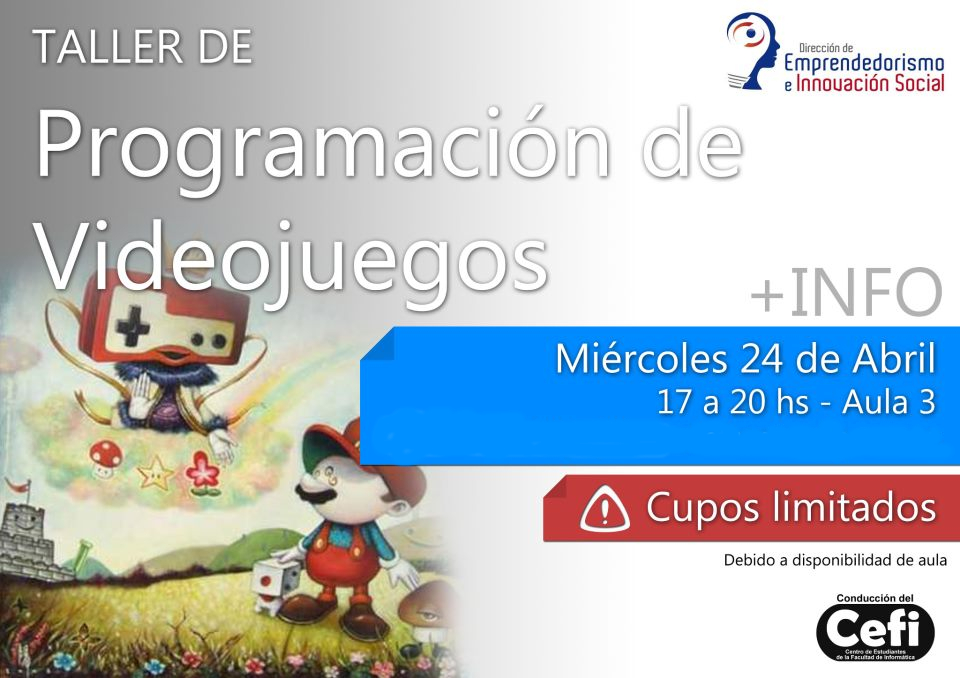 TALLER DE
Programación de
Videojuegos
Dirección de
Emprendedorismo
e Innovación Social
+INFO
Miércoles 24 de Abril
17 a 20 hs - Aula 3
Cupos limitados
Debido a disponibilidad de aula
Conducción del
Cefi
Centro de Estudiantes
de la Facultad de Informática